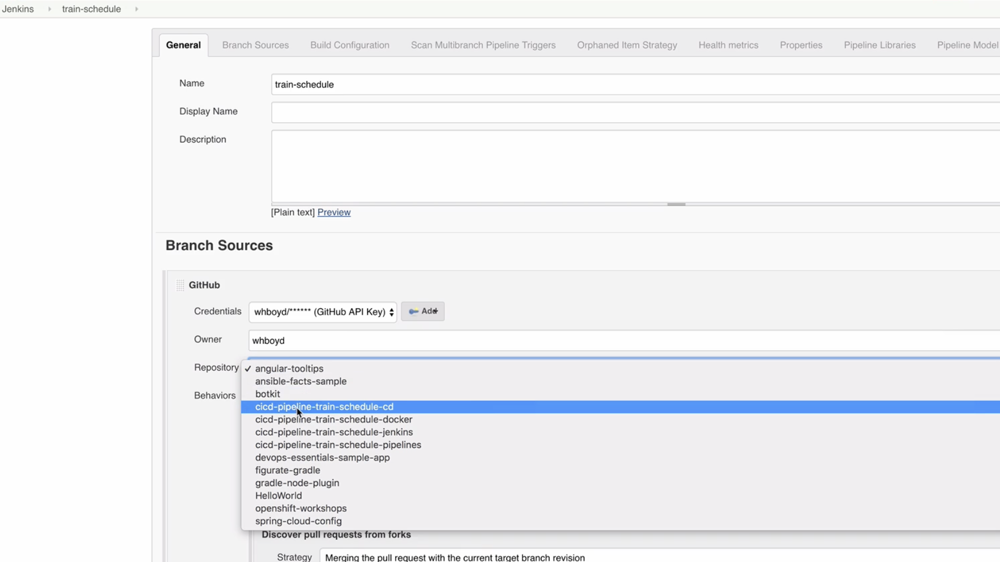 Jenkins train-schedule
General Branch Sources Build Configuration Scan Multibranch Pipeline Triggers Orphaned Item Strategy Health metrics Properties Pipeline Libraries Pipeline Model
Name train-schedule
Display Name
Description
[Plain text] Preview
Branch Sources
GitHub
Credentials whboyd/****** (GitHub API Key) Add
Owner whboyd
Repository ✓ angular-tooltips
ansible-facts-sample
Behaviors botkit
cicd-pipeline-train-schedule-cd
cicd-pipeline-train-schedule-docker
cicd-pipeline-train-schedule-jenkins
cicd-pipeline-train-schedule-pipelines
devops-essentials-sample-app
figurate-gradle
gradle-node-plugin
HelloWorld
openshift-workshops
spring-cloud-config
Discover pull requests from forks
Strategy Merging the pull request with the current target branch revision